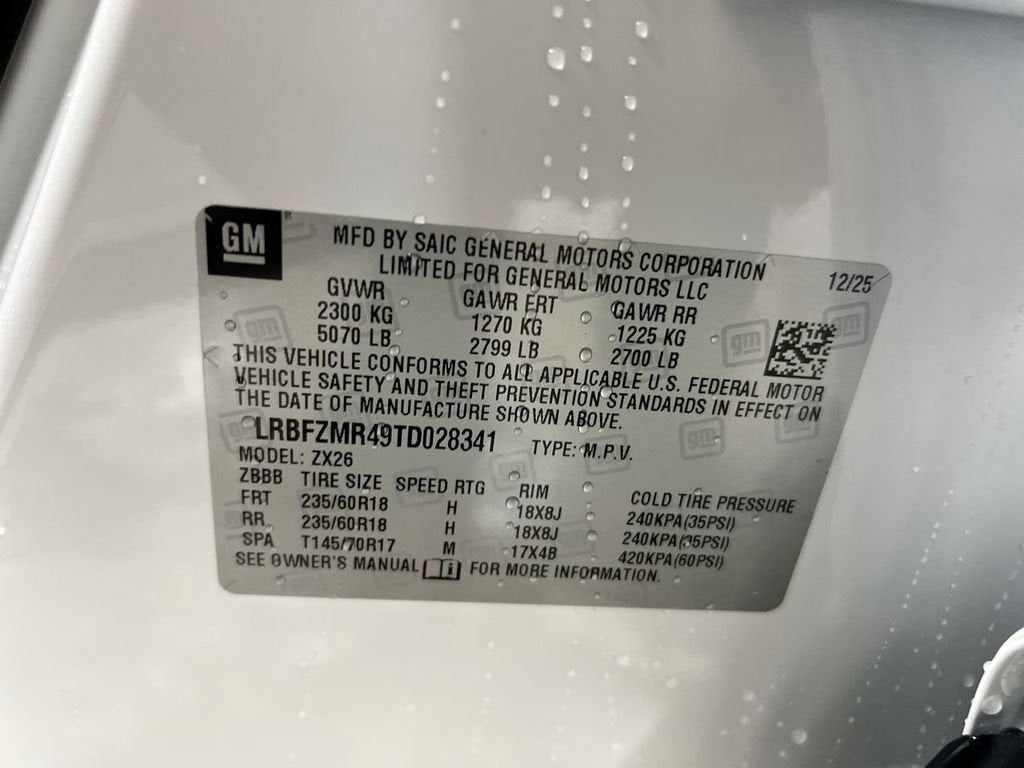 GM ®
MFD BY SAIC GENERAL MOTORS CORPORATION
LIMITED FOR GENERAL MOTORS LLC
12/25
GVWR GAWR FRT GAWR RR
2300 KG 1270 KG 1225 KG
5070 LB 2799 LB 2700 LB
THIS VEHICLE CONFORMS TO ALL APPLICABLE U.S. FEDERAL MOTOR
VEHICLE SAFETY AND THEFT PREVENTION STANDARDS IN EFFECT ON
THE DATE OF MANUFACTURE SHOWN ABOVE.
LRBFZMR49TD028341 TYPE: M.P.V.
MODEL: ZX26
ZBBB TIRE SIZE SPEED RTG RIM COLD TIRE PRESSURE
FRT 235/60R18 H 18X8J 240KPA(35PSI)
RR 235/60R18 H 18X8J 240KPA(35PSI)
SPA T145/70R17 M 17X4B 420KPA(60PSI)
SEE OWNER'S MANUAL FOR MORE INFORMATION.